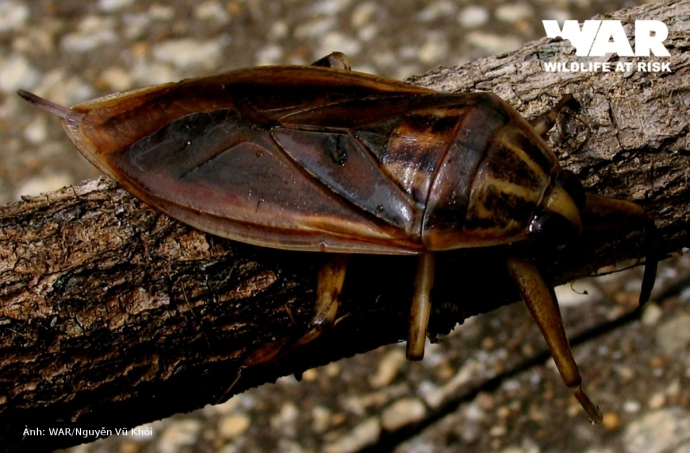 WAR
WILDLIFE AT RISK
Ảnh: WAR/Nguyễn Vũ Khôi